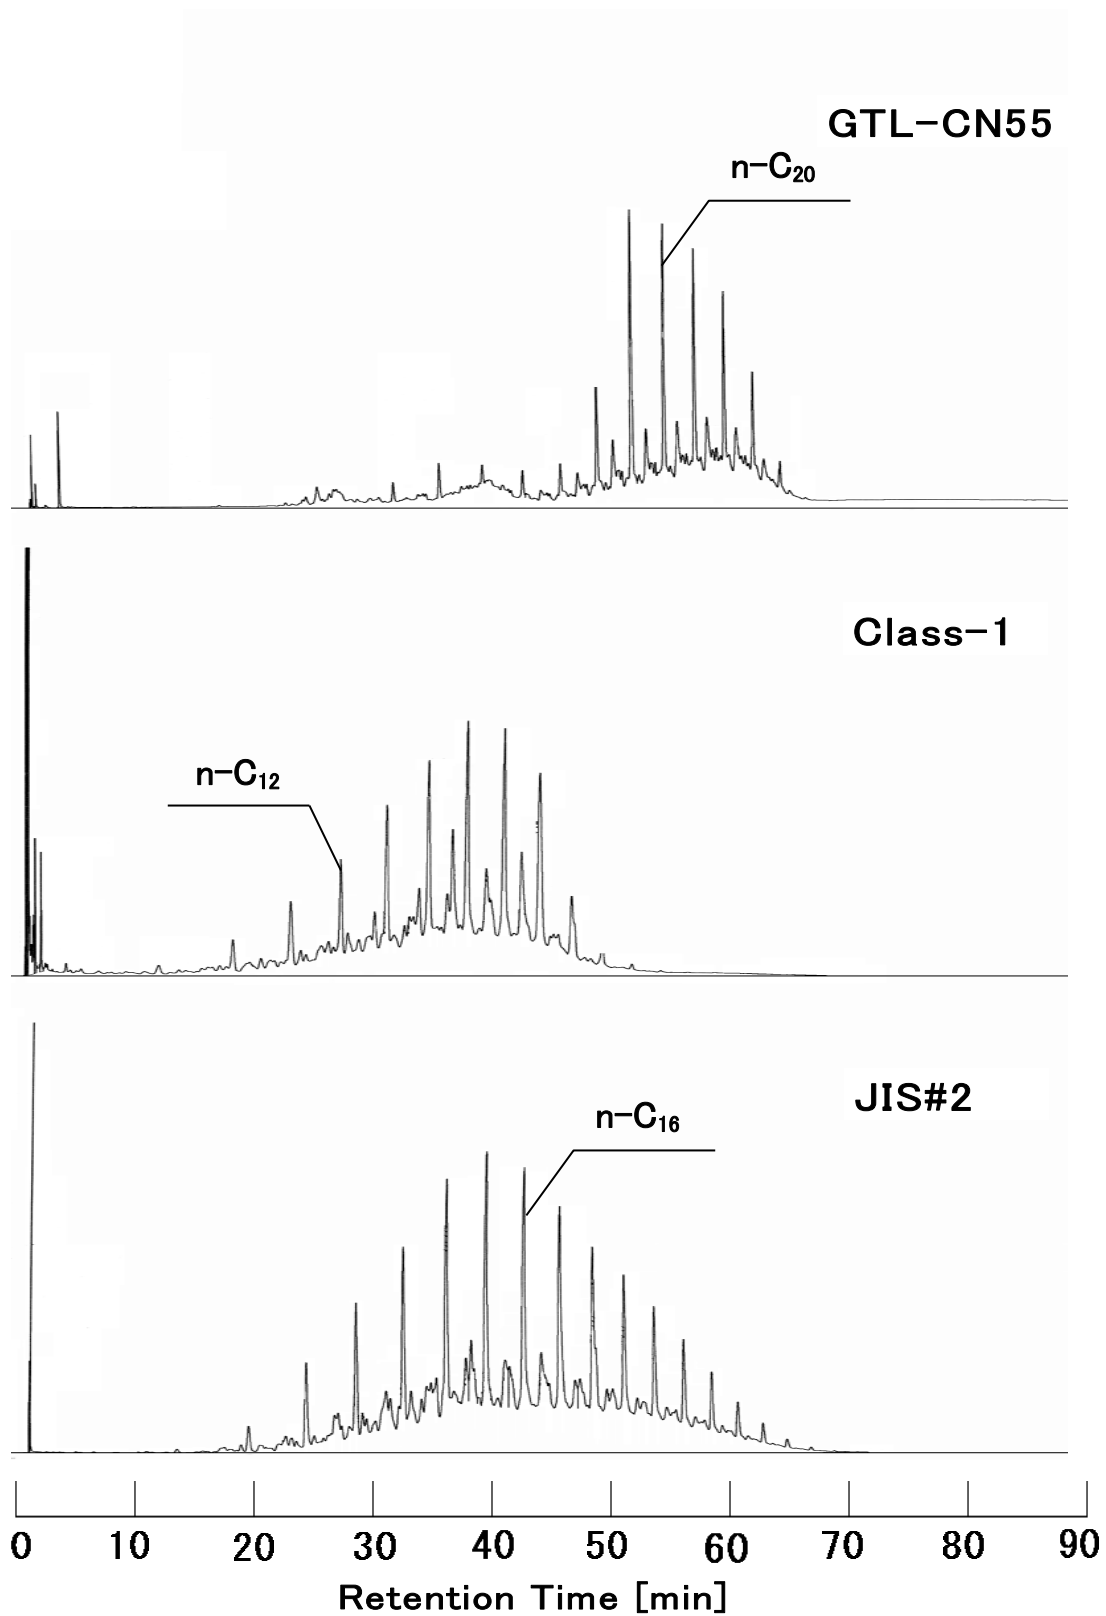 GTL-CN55
n-C₂₀
Class-1
n-C₁₂
JIS#2
n-C₁₆
0 10 20 30 40 50 60 70 80 90
Retention Time [min]